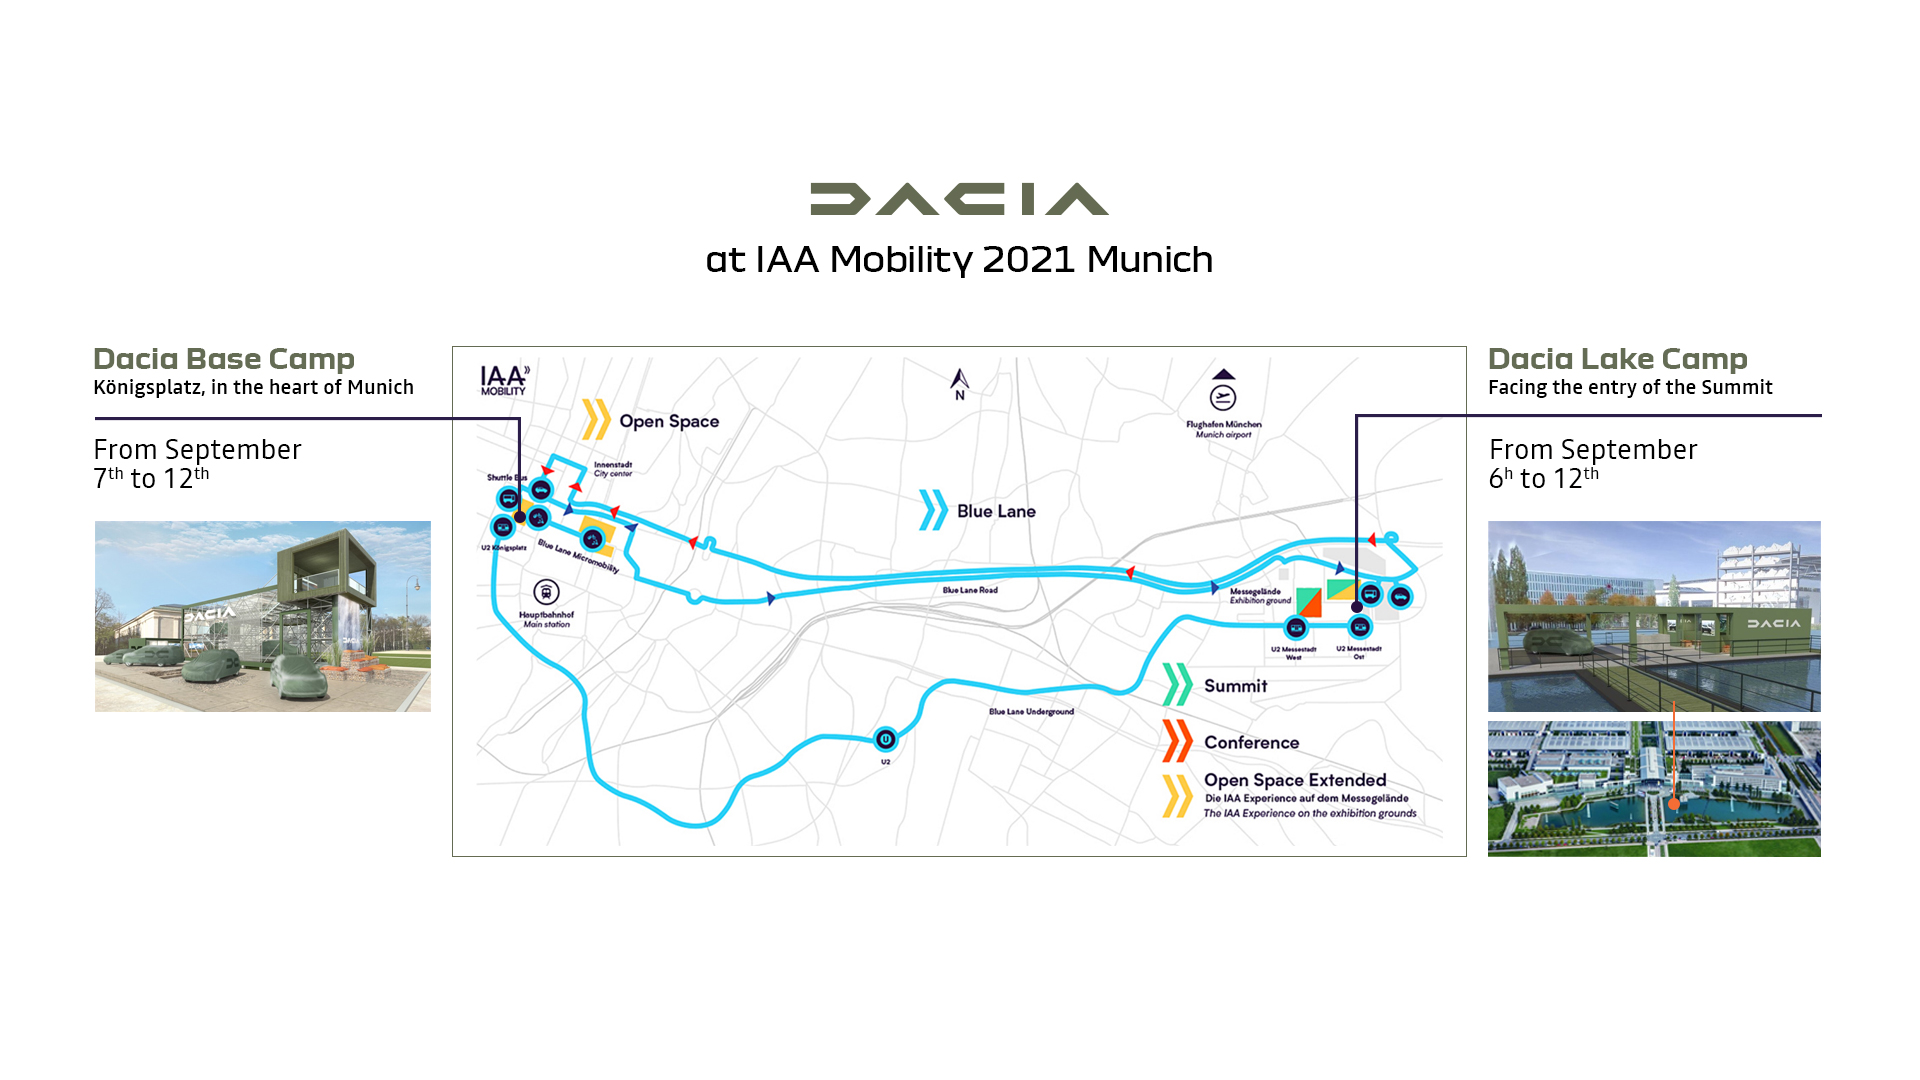 DACIA
at IAA Mobility 2021 Munich
Dacia Base Camp
Königsplatz, in the heart of Munich
From September
7th to 12th
DACIA
DACIA
IAA
MOBILITY
Open Space
Innenstadt
City center
Shuttle Bus
U2 Königsplatz
Blue Lane Micromobility
Hauptbahnhof
Main station
N
Blue Lane
Flughafen München
Munich airport
Blue Lane Road
Messegelände
Exhibition ground
U2 Messestadt
West
U2 Messestadt
Ost
Blue Lane Underground
U
U2
Summit
Conference
Open Space Extended
Die IAA Experience auf dem Messegelände
The IAA Experience on the exhibition grounds
Dacia Lake Camp
Facing the entry of the Summit
From September
6h to 12th
DACIA